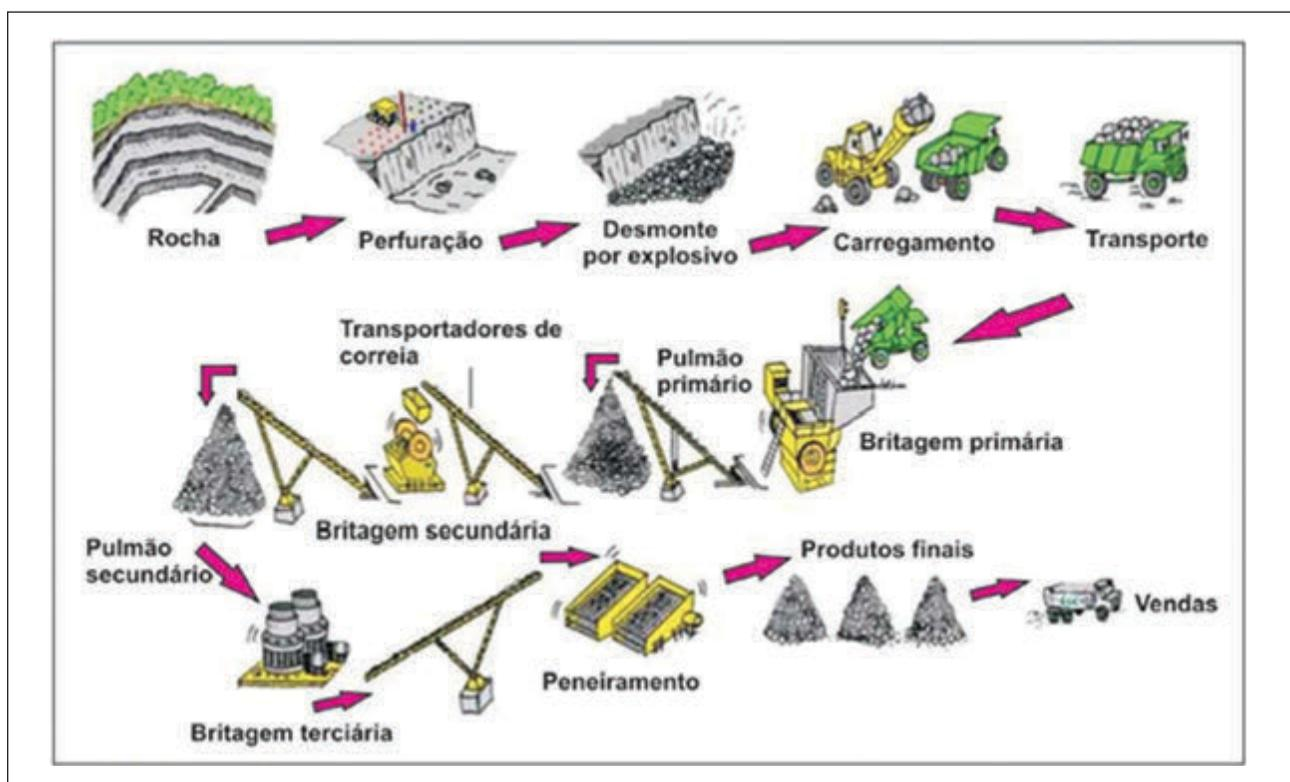 Rocha
Perfuração
Desmonte
por explosivo
Carregamento
Transporte
Transportadores de
correia
Pulmão
primário
Britagem primária
Britagem secundária
Pulmão
secundário
Britagem terciária
Peneiramento
Produtos finais
Vendas